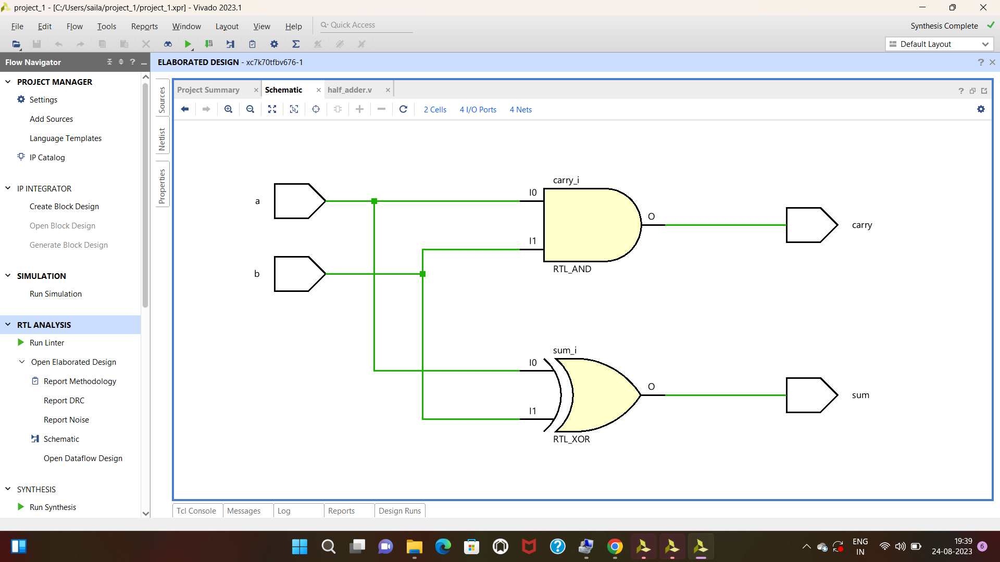 project_1 - [C:/Users/saila/project_1/project_1.xpr] - Vivado 2023.1
File Edit Flow Tools Reports Window Layout View Help Quick Access
Synthesis Complete
Default Layout
Flow Navigator
ELABORATED DESIGN - xc7k70tfbv676-1
PROJECT MANAGER
Settings
Add Sources
Language Templates
IP Catalog
IP INTEGRATOR
Create Block Design
Open Block Design
Generate Block Design
SIMULATION
Run Simulation
RTL ANALYSIS
Run Linter
Open Elaborated Design
Report Methodology
Report DRC
Report Noise
Schematic
Open Dataflow Design
SYNTHESIS
Run Synthesis
Sources
Netlist
Properties
Project Summary Schematic half_adder.v
2 Cells 4 I/O Ports 4 Nets
carry_i
I0
a
O
carry
I1
RTL_AND
b
sum_i
I0
O
sum
I1
RTL_XOR
Tcl Console Messages Log Reports Design Runs
ENG
IN
19:39
24-08-2023
6